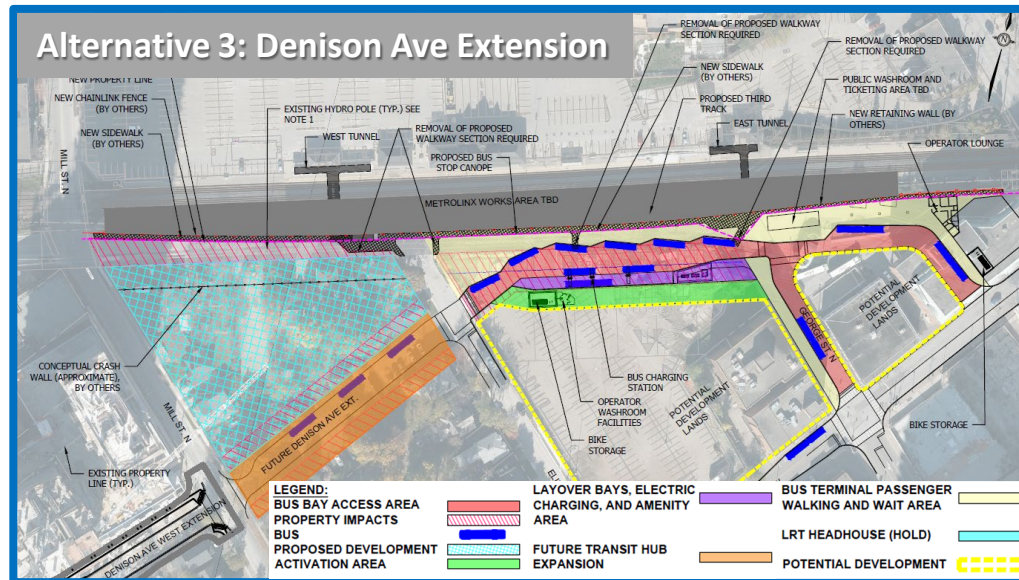 Alternative 3: Denison Ave Extension
REMOVAL OF PROPOSED WALKWAY
SECTION REQUIRED
REMOVAL OF PROPOSED WALKWAY
SECTION REQUIRED
NEW SIDEWALK
(BY OTHERS)
PUBLIC WASHROOM AND
TICKETING AREA TBD
PROPOSED THIRD
TRACK
NEW RETAINING WALL (BY
OTHERS)
NEW PROPERTY LINE
NEW CHAINLINK FENCE
(BY OTHERS)
EXISTING HYDRO POLE (TYP.) SEE
NOTE 1
NEW SIDEWALK
(BY OTHERS)
WEST TUNNEL
REMOVAL OF PROPOSED
WALKWAY SECTION REQUIRED
EAST TUNNEL
OPERATOR LOUNGE
PROPOSED BUS
STOP CANOPE
MILL ST. N
METROLINX WORKS AREA TBD
N
CONCEPTUAL CRASH
WALL (APPROXIMATE),
BY OTHERS
POTENTIAL
DEVELOPMENT
LANDS
GEORGE ST. N
BUS CHARGING
STATION
OPERATOR
WASHROOM
FACILITIES
BIKE
STORAGE
POTENTIAL
DEVELOPMENT
LANDS
BIKE STORAGE
MILL ST. N
FUTURE DENISON AVE EXT.
EXISTING PROPERTY
LINE (TYP.)
DENISON AVE WEST EXTENSION
LEGEND:
BUS BAY ACCESS AREA
PROPERTY IMPACTS
BUS
PROPOSED DEVELOPMENT
ACTIVATION AREA
LAYOVER BAYS, ELECTRIC
CHARGING, AND AMENITY
AREA
FUTURE TRANSIT HUB
EXPANSION
BUS TERMINAL PASSENGER
WALKING AND WAIT AREA
LRT HEADHOUSE (HOLD)
POTENTIAL DEVELOPMENT